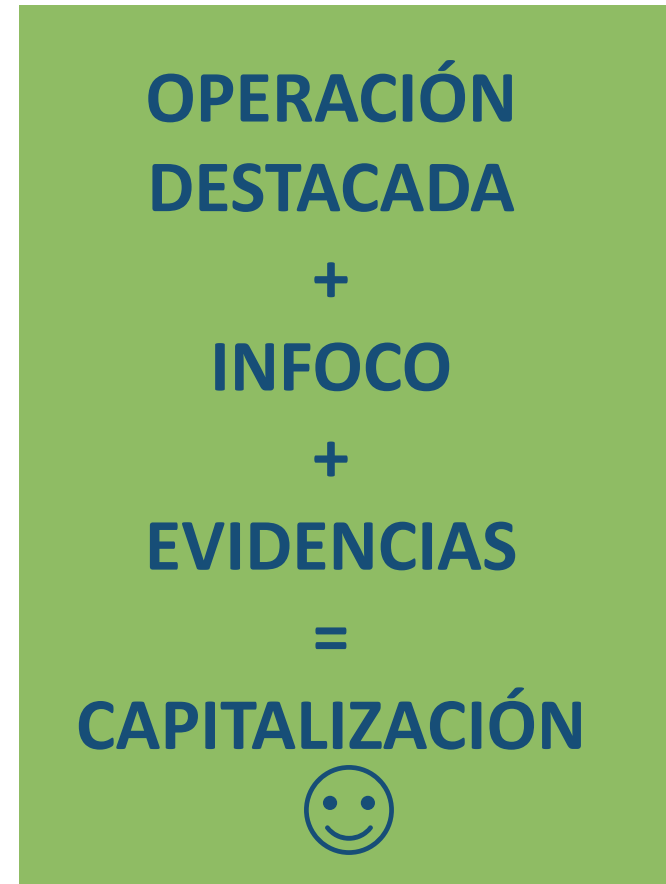 OPERACIÓN
DESTACADA
+
INFOCO
+
EVIDENCIAS
=
CAPITALIZACIÓN